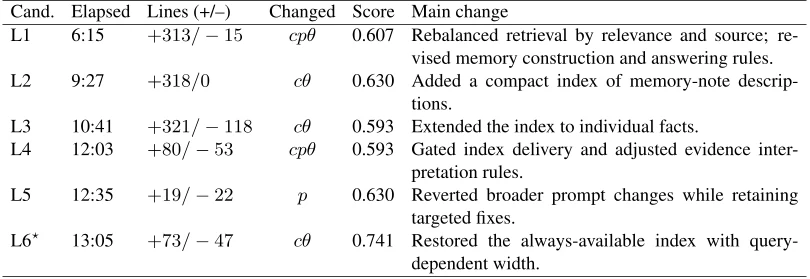 Cand. Elapsed Lines (+/–) Changed Score Main change
L1 6:15 +313/ − 15 cpθ 0.607 Rebalanced retrieval by relevance and source; re-
vised memory construction and answering rules.
L2 9:27 +318/0 cθ 0.630 Added a compact index of memory-note descrip-
tions.
L3 10:41 +321/ − 118 cθ 0.593 Extended the index to individual facts.
L4 12:03 +80/ − 53 cpθ 0.593 Gated index delivery and adjusted evidence inter-
pretation rules.
L5 12:35 +19/ − 22 p 0.630 Reverted broader prompt changes while retaining
targeted fixes.
L6⋆ 13:05 +73/ − 47 cθ 0.741 Restored the always-available index with query-
dependent width.